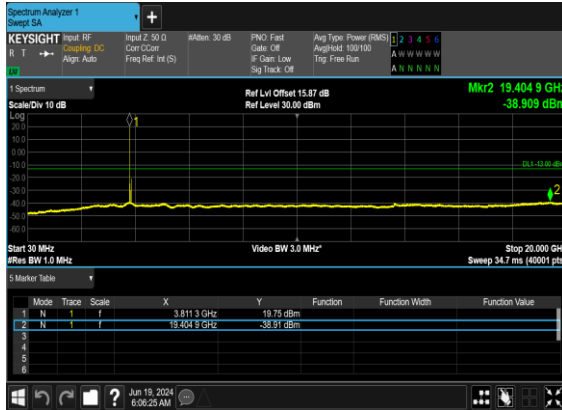 Spectrum Analyzer 1
Swept SA
+
KEYSIGHT Input: RF Input Z: 50 Ω #Atten: 30 dB PNO: Fast Avg Type: Power (RMS) 1 2 3 4 5 6
R T Coupling: DC Corr CCorr Gate: Off Avg|Hold: 100/100 A W W W W W
Align: Auto Freq Ref: Int (S) IF Gain: Low Trig: Free Run
Sig Track: Off A N N N N N
1 Spectrum Ref Lvl Offset 15.87 dB Mkr2 19.404 9 GHz
Scale/Div 10 dB Ref Level 30.00 dBm -38.909 dBm
Log
20.0
10.0
0.00
-10.0
-20.0
-30.0
-40.0
-50.0
-60.0
1
DL1 -13.00 dBm
2
Start 30 MHz Video BW 3.0 MHz* Stop 20.000 GH
#Res BW 1.0 MHz Sweep 34.7 ms (40001 pts
5 Marker Table
Mode Trace Scale X Y Function Function Width Function Value
1 N 1 f 3.811 3 GHz 19.75 dBm
2 N 1 f 19.404 9 GHz -38.91 dBm
3
4
5
6
? Jun 19, 2024
6:06:25 AM